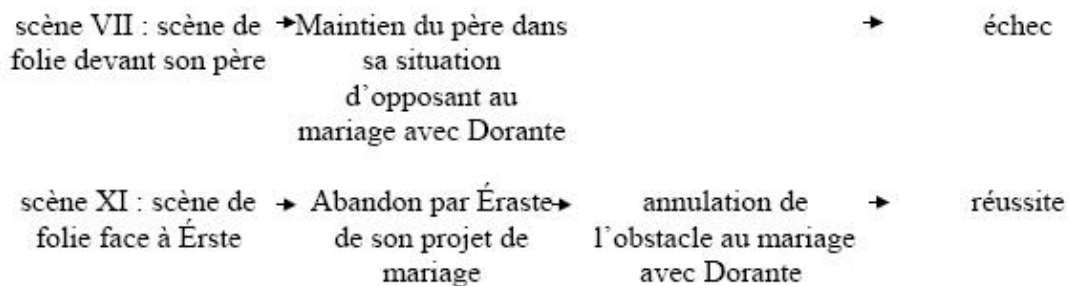 scène VII : scène de
folie devant son père
Maintien du père dans
sa situation
d'opposant au
mariage avec Dorante
échec
scène XI : scène de
folie face à Érste
Abandon par Éraste
de son projet de
mariage
annulation de
l'obstacle au mariage
avec Dorante
réussite